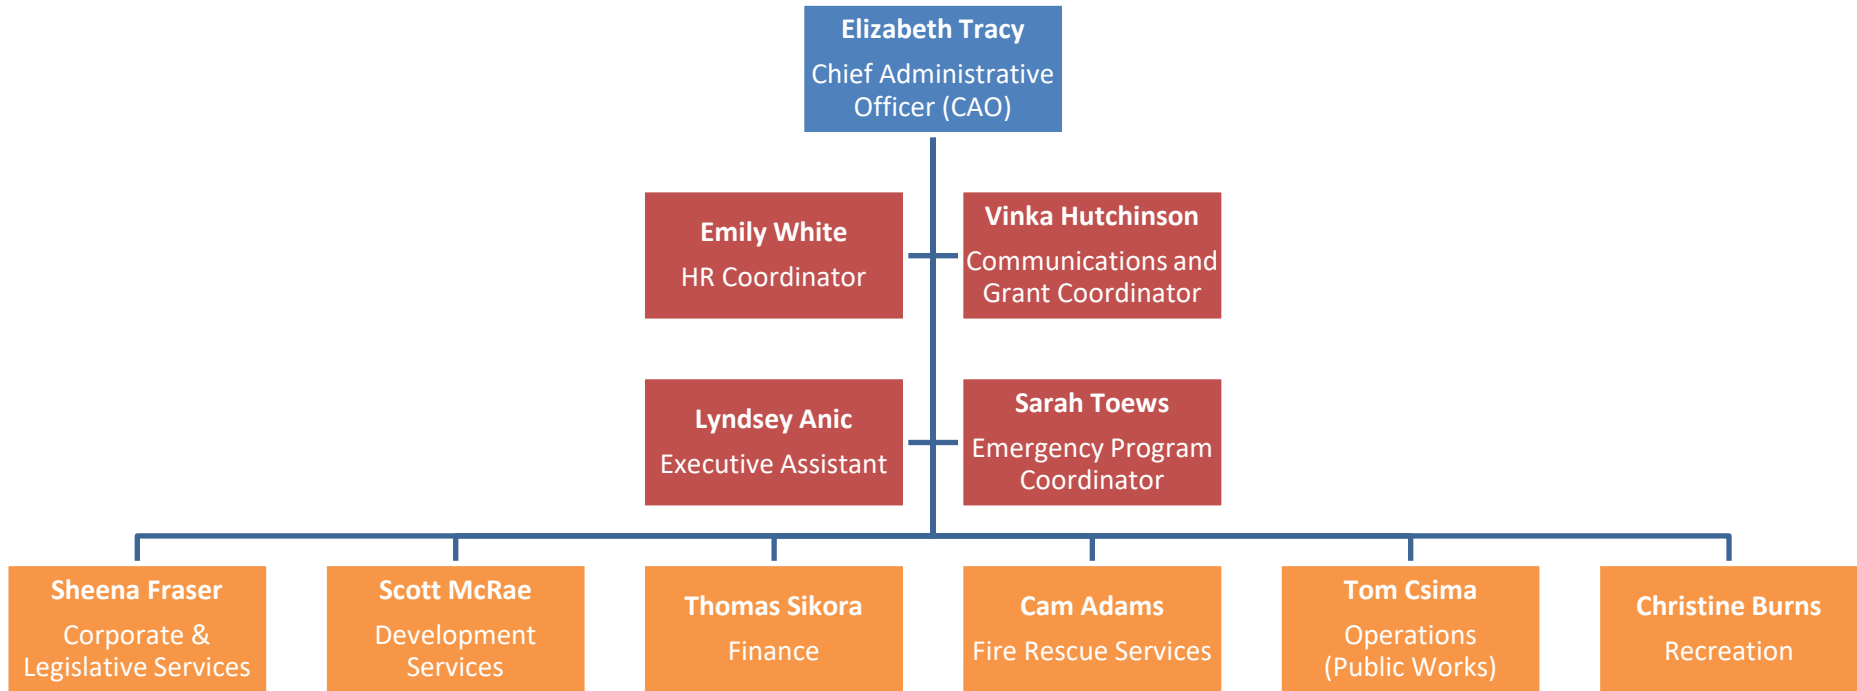 Elizabeth Tracy
Chief Administrative
Officer (CAO)
Emily White
HR Coordinator
Vinka Hutchinson
Communications and
Grant Coordinator
Lyndsey Anic
Executive Assistant
Sarah Toews
Emergency Program
Coordinator
Sheena Fraser
Corporate &
Legislative Services
Scott McRae
Development
Services
Thomas Sikora
Finance
Cam Adams
Fire Rescue Services
Tom Csima
Operations
(Public Works)
Christine Burns
Recreation